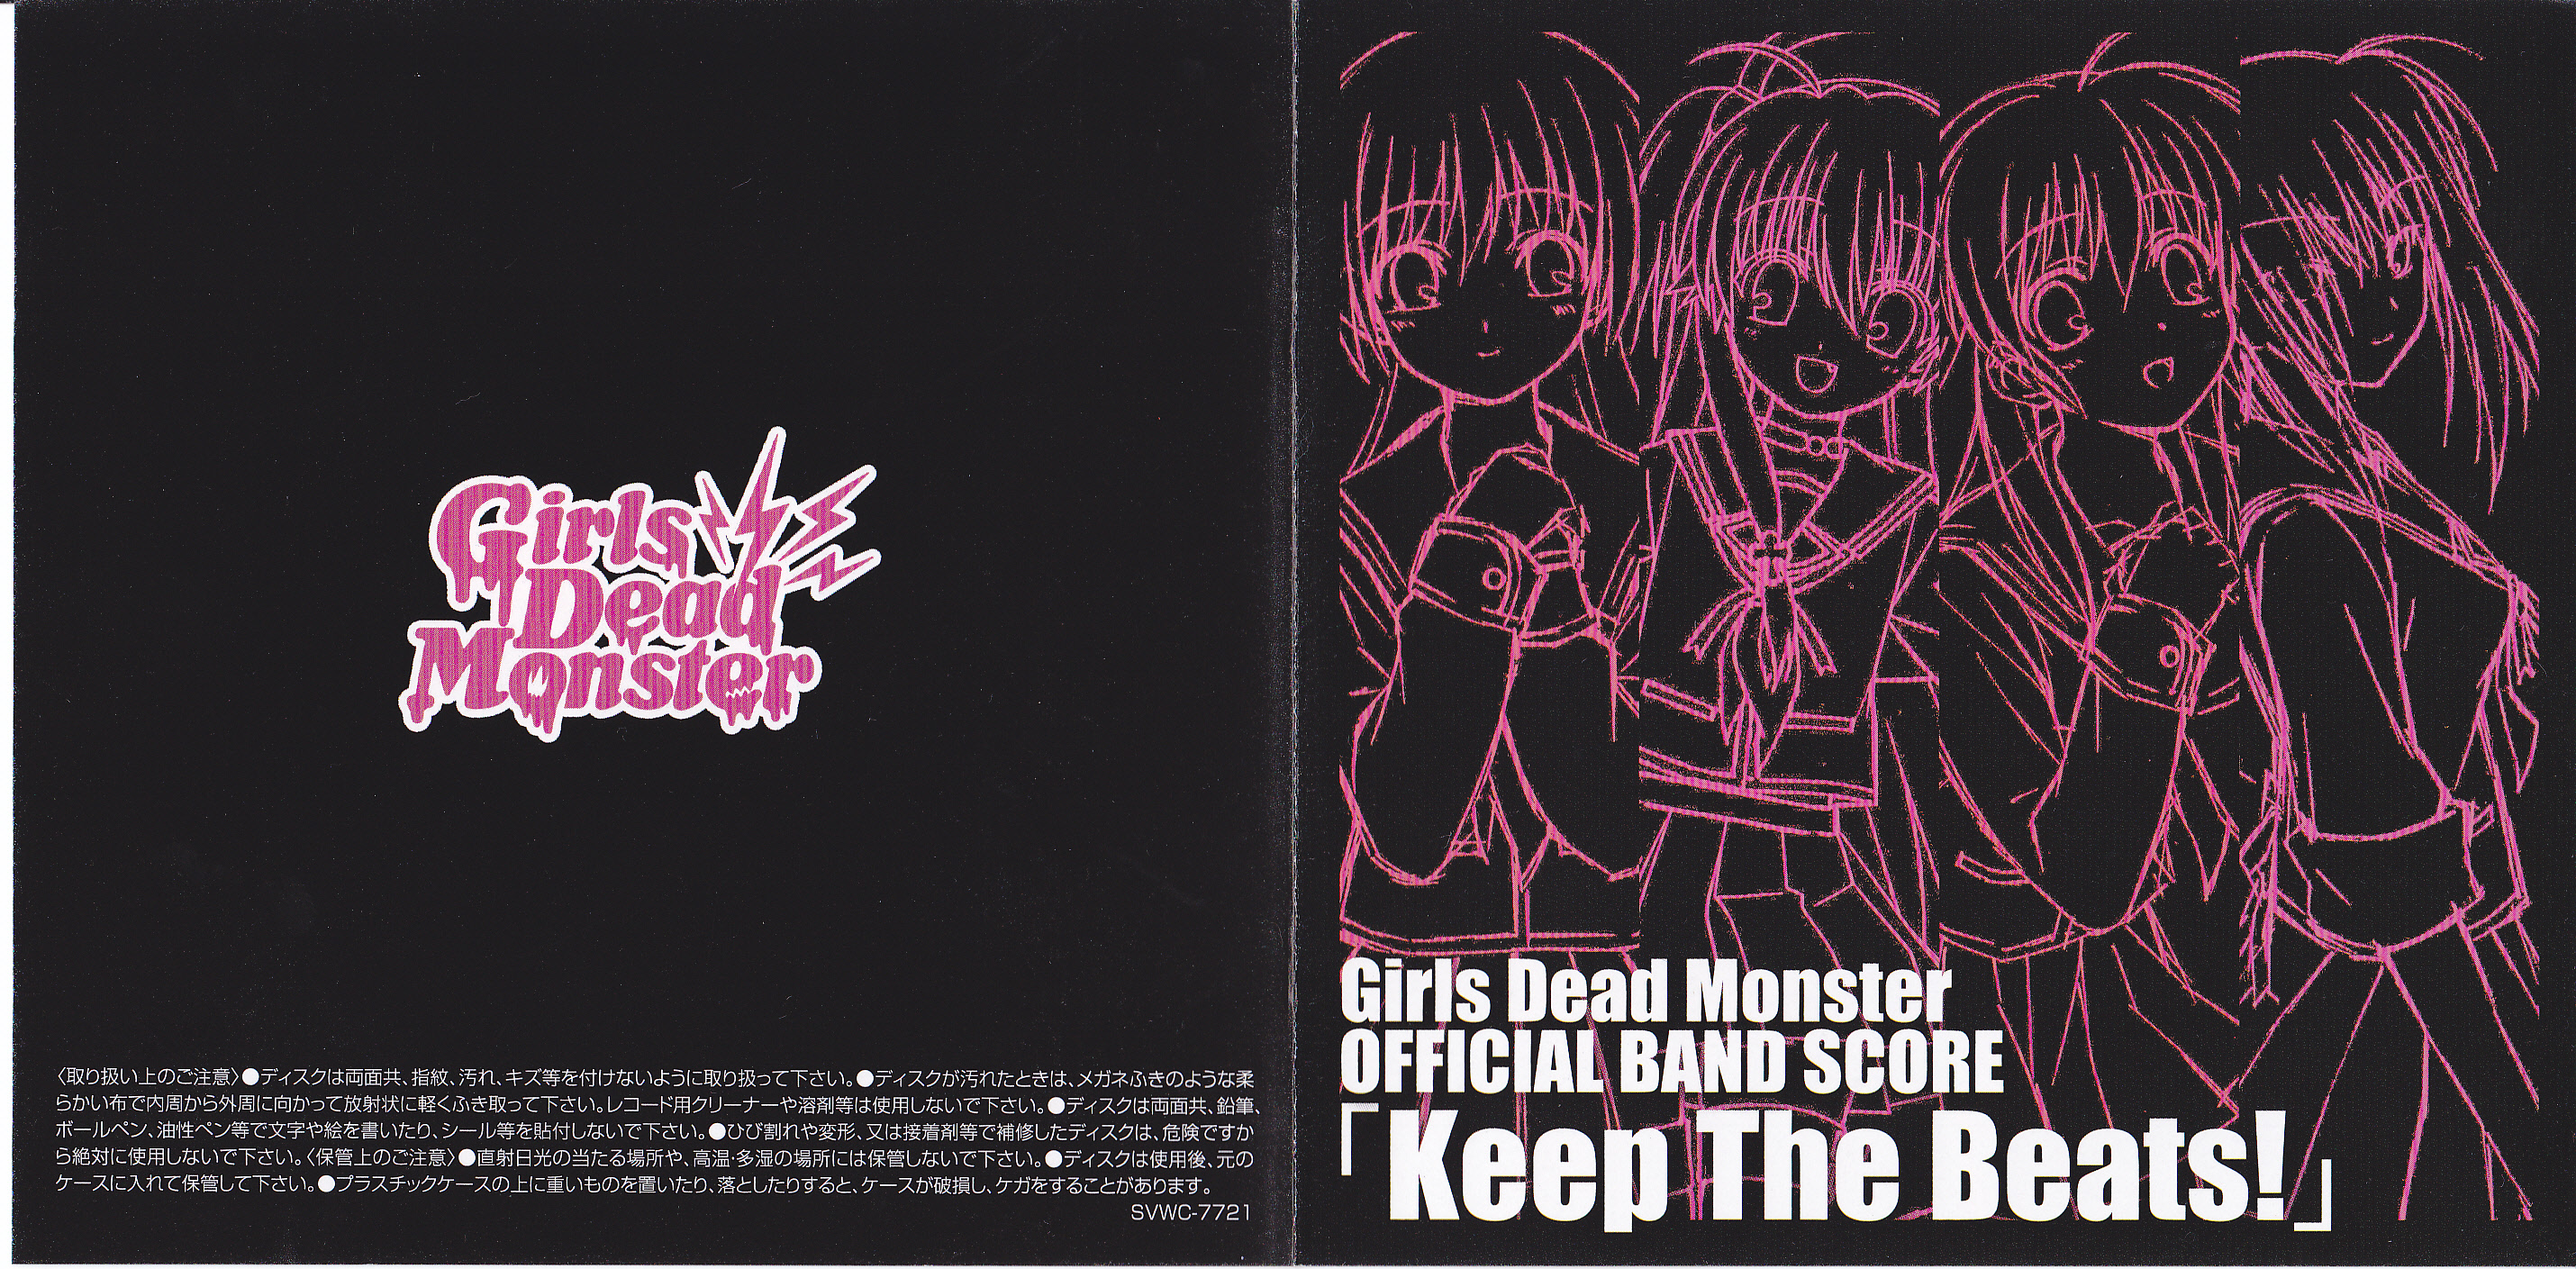 Girls
Dead
Monster
〈取り扱い上のご注意〉●ディスクは両面共、指紋、汚れ、キズ等を付けないように取り扱って下さい。●ディスクが汚れたときは、メガネふきのような柔
らかい布で内周から外周に向かって放射状に軽くふき取って下さい。レコード用クリーナーや溶剤等は使用しないで下さい。●ディスクは両面共、鉛筆、
ボールペン、油性ペン等で文字や絵を書いたり、シール等を貼付しないで下さい。●ひび割れや変形、又は接着剤等で補修したディスクは、危険ですか
ら絶対に使用しないで下さい。〈保管上のご注意〉●直射日光の当たる場所や、高温・多湿の場所には保管しないで下さい。●ディスクは使用後、元の
ケースに入れて保管して下さい。●プラスチックケースの上に重いものを置いたり、落としたりすると、ケースが破損し、ケガをすることがあります。
SVWC-7721
Girls Dead Monster
OFFICIAL BAND SCORE
「Keep The Beats!」